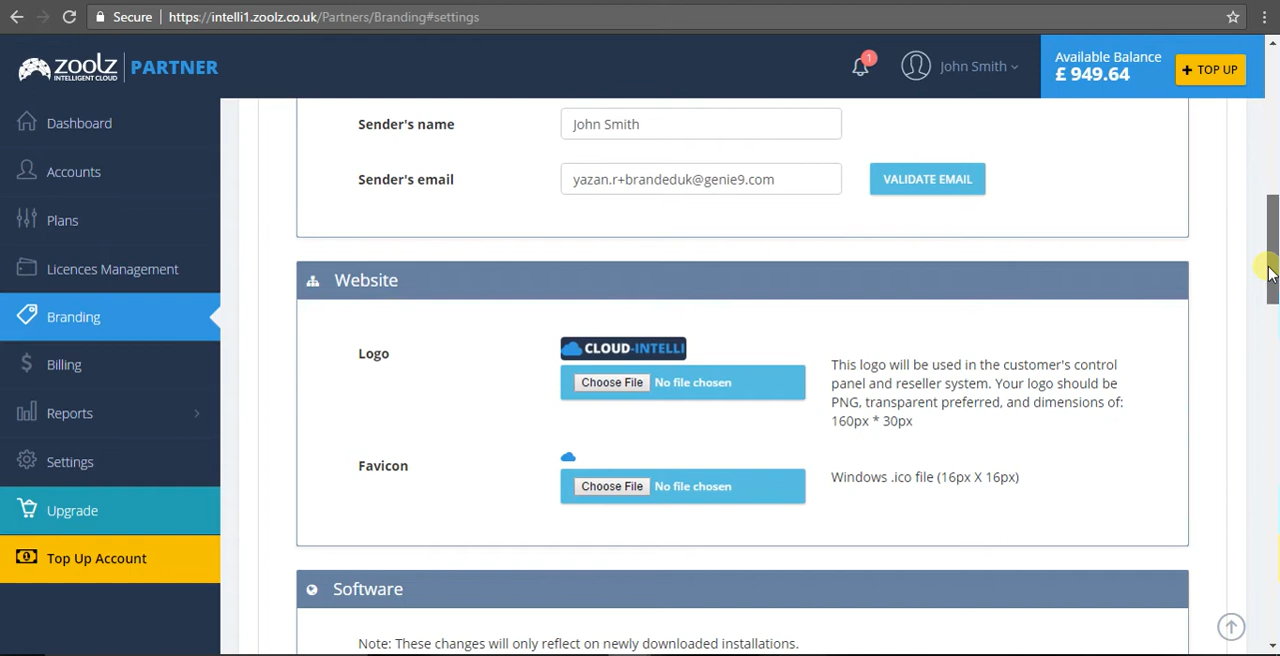 Secure https://intelli1.zoolz.co.uk/Partners/Branding#settings
zoolz
INTELLIGENT CLOUD
PARTNER
1
John Smith
Available Balance
£ 949.64
+ TOP UP
Dashboard
Accounts
Plans
Licences Management
Branding
Billing
Reports
Settings
Upgrade
Top Up Account
Sender's name
John Smith
Sender's email
yazan.r+brandeduk@genie9.com
VALIDATE EMAIL
Website
Logo
CLOUD-INTELLI
Choose File No file chosen
This logo will be used in the customer's control
panel and reseller system. Your logo should be
PNG, transparent preferred, and dimensions of:
160px * 30px
Favicon
Choose File No file chosen
Windows .ico file (16px X 16px)
Software
Note: These changes will only reflect on newly downloaded installations.